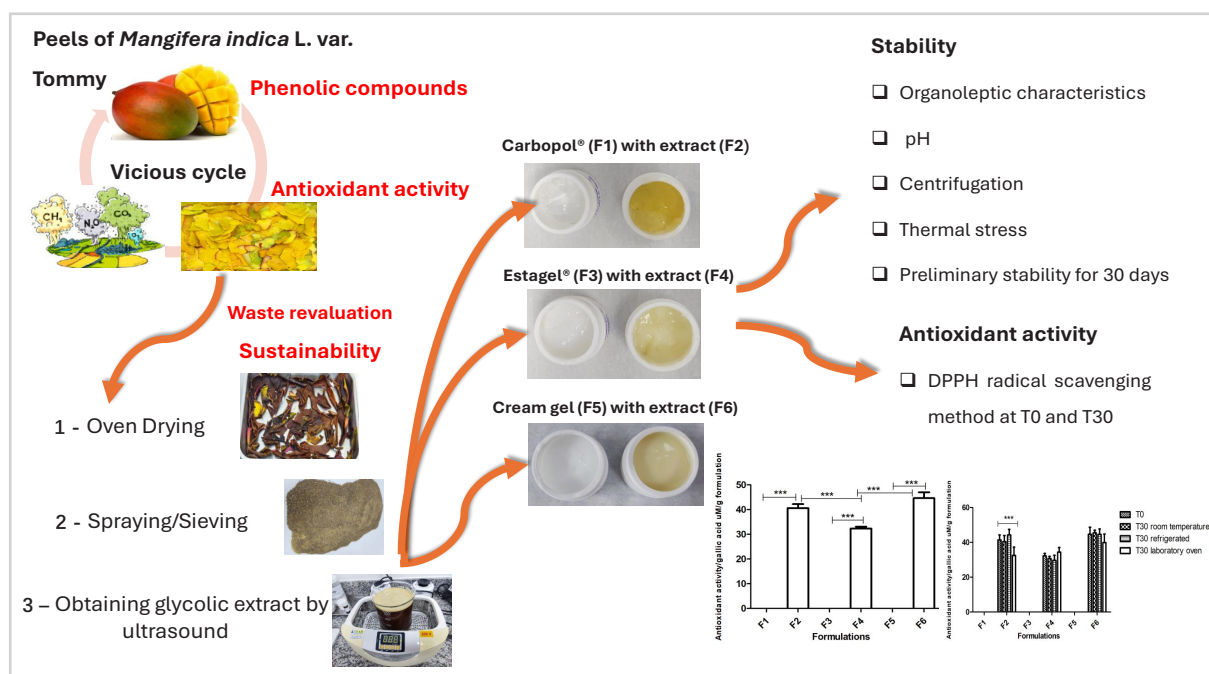 Peels of Mangifera indica L. var.
Tommy
Phenolic compounds
Vicious cycle
Antioxidant activity
CH4
N2O
CO2
Waste revaluation
Sustainability
1 - Oven Drying
2 - Spraying/Sieving
3 – Obtaining glycolic extract by
ultrasound
Carbopol® (F1) with extract (F2)
Estagel® (F3) with extract (F4)
Cream gel (F5) with extract (F6)
Stability
❑ Organoleptic characteristics
❑ pH
❑ Centrifugation
❑ Thermal stress
❑ Preliminary stability for 30 days
Antioxidant activity
❑ DPPH radical scavenging
method at T0 and T30
Antioxidant activity/gallic acid uM/g formulation
50
40
30
20
10
0
*** *** *** *** ***
F1 F2 F3 F4 F5 F6
Formulations
Antioxidant activity/gallic acid uM/g formulation
60
40
20
0
***
F1 F2 F3 F4 F5 F6
Formulations
T0
T30 room temperature
T30 refrigerated
T30 laboratory oven